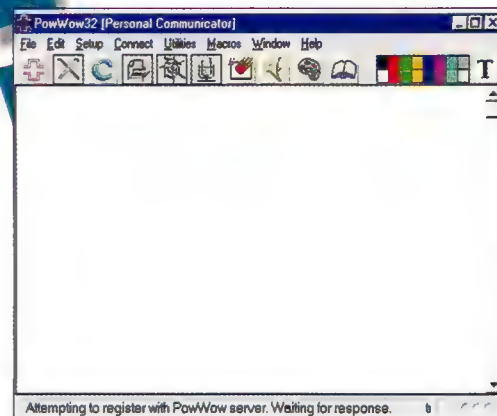 PowWow32 [Personal Communicator]
File Edit Setup Connect Utilities Macros Window Help
T
Attempting to register with PowWow server. Waiting for response.